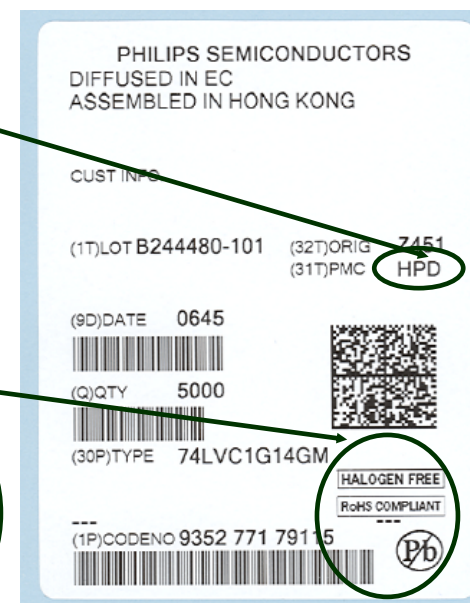 PHILIPS SEMICONDUCTORS
DIFFUSED IN EC
ASSEMBLED IN HONG KONG
CUST INFO
(1T)LOT B244480-101 (32T)ORIG Z451
(31T)PMC HPD
(9D)DATE 0645
(Q)QTY 5000
(30P)TYPE 74LVC1G14GM
HALOGEN FREE
RoHS COMPLIANT
---
---
(1P)CODENO 9352 771 79115
Pb